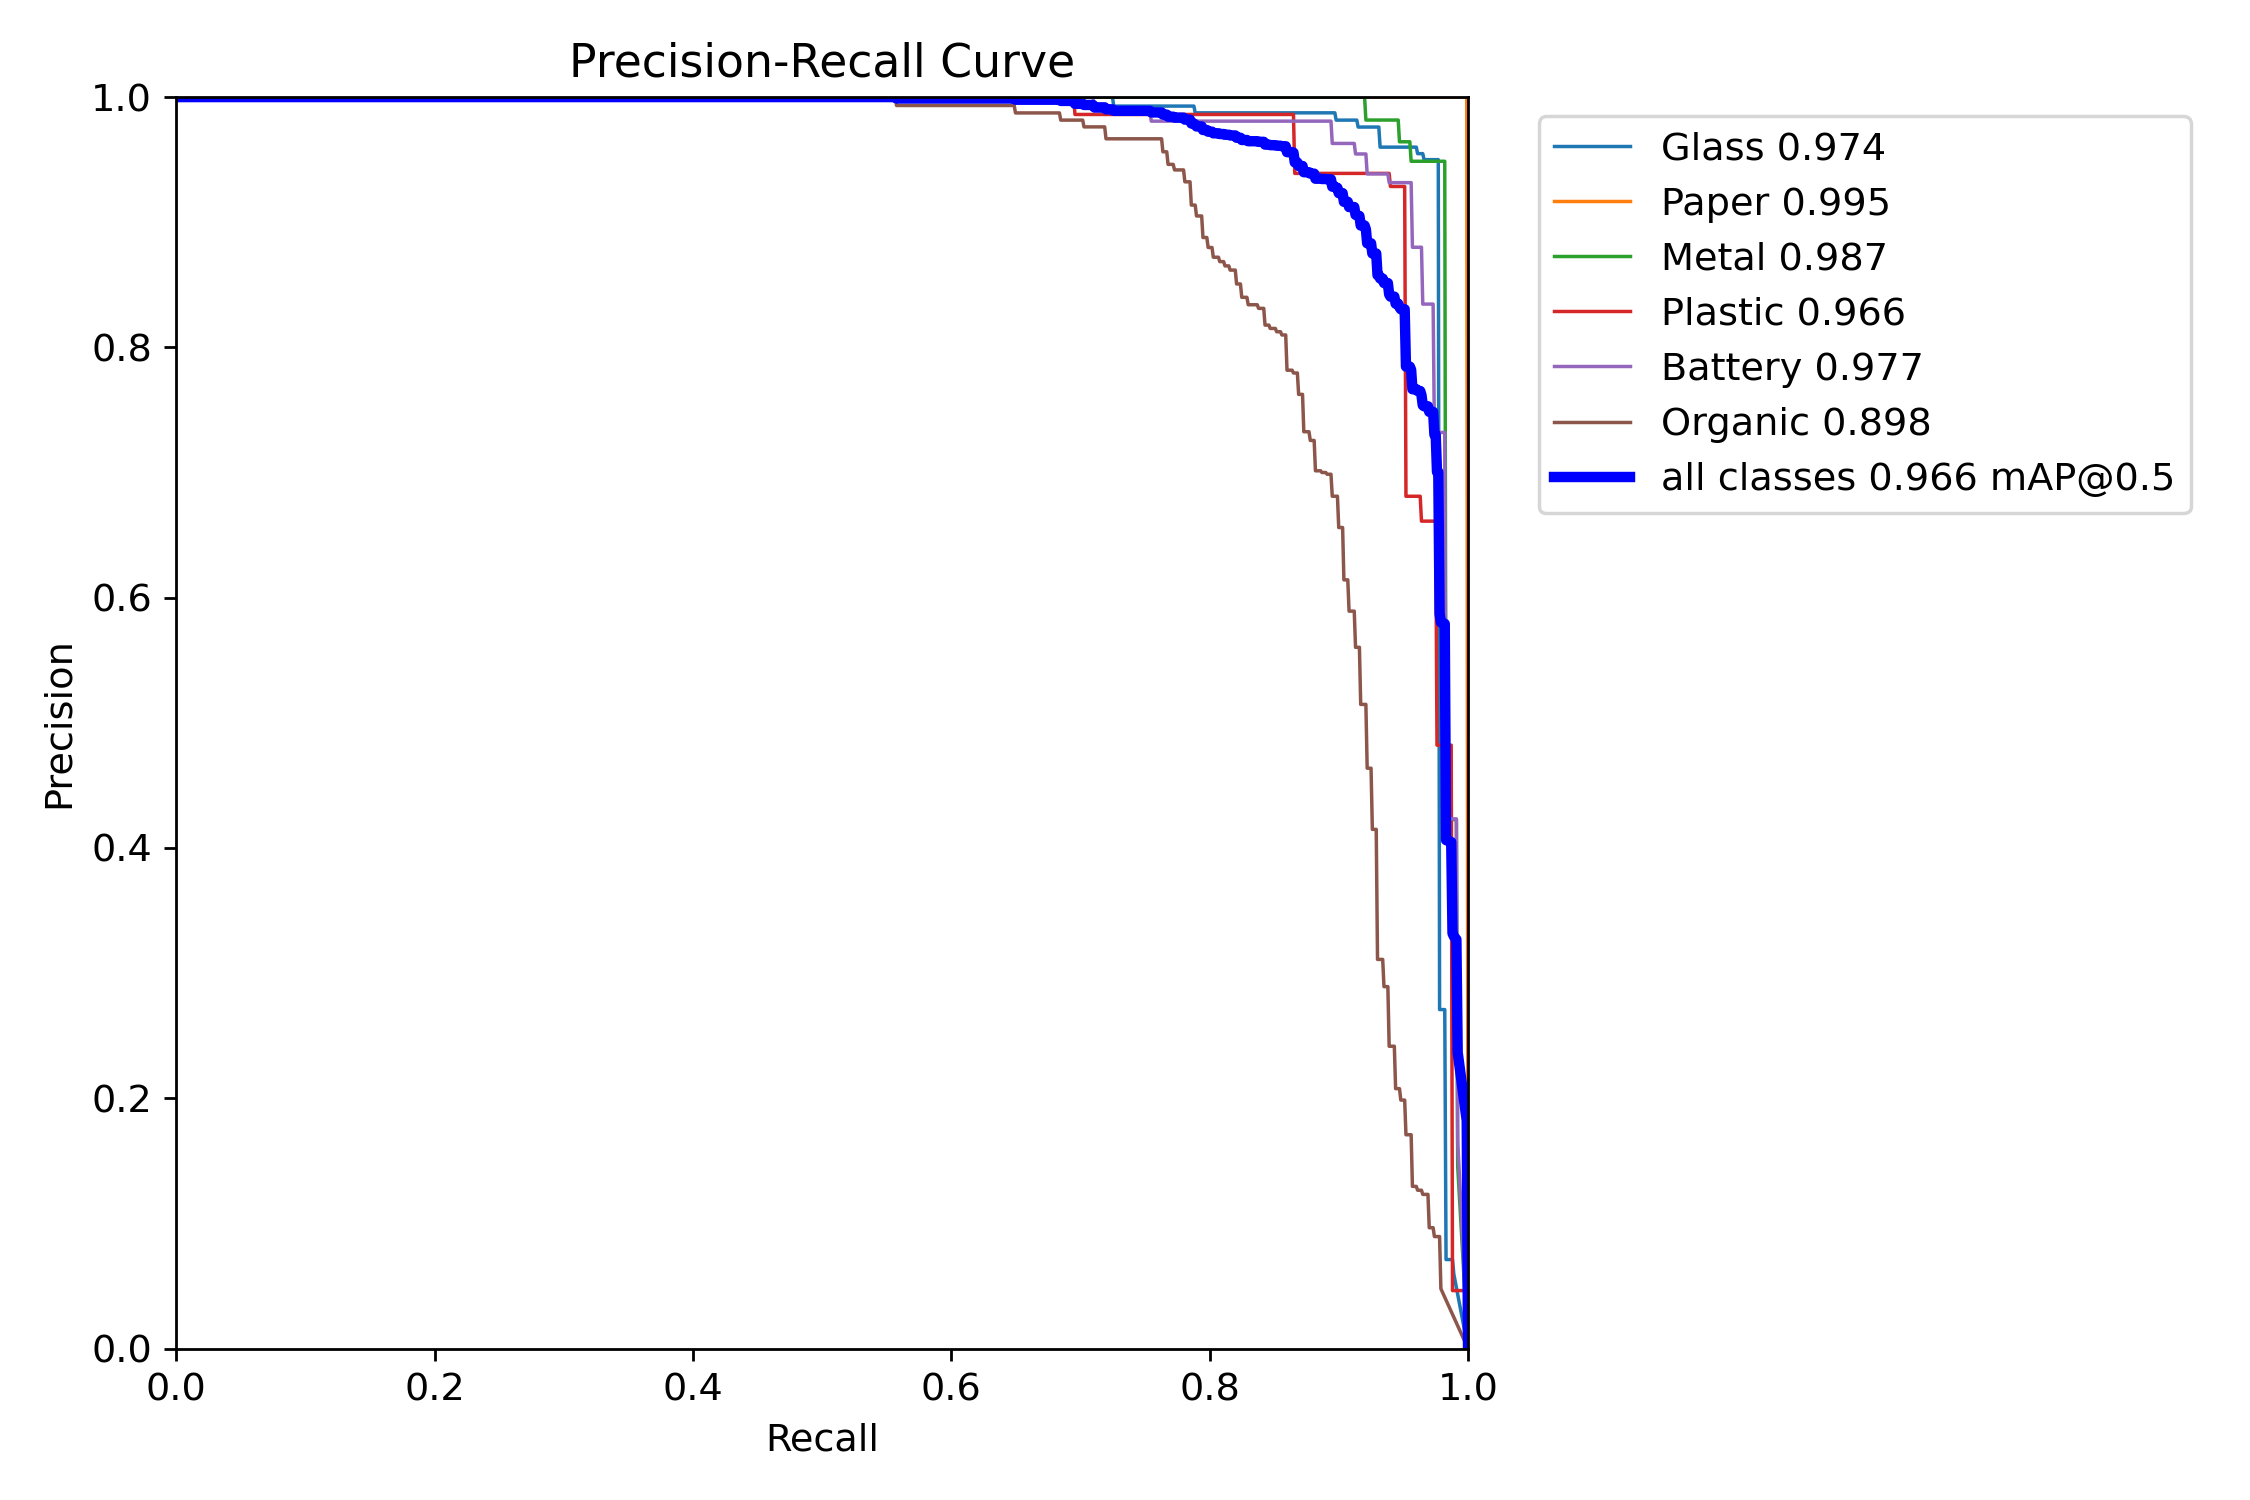 Precision-Recall Curve
1.0
0.8
0.6
0.4
0.2
0.0
Precision
0.0 0.2 0.4 0.6 0.8 1.0
Recall
Glass 0.974
Paper 0.995
Metal 0.987
Plastic 0.966
Battery 0.977
Organic 0.898
all classes 0.966 mAP@0.5